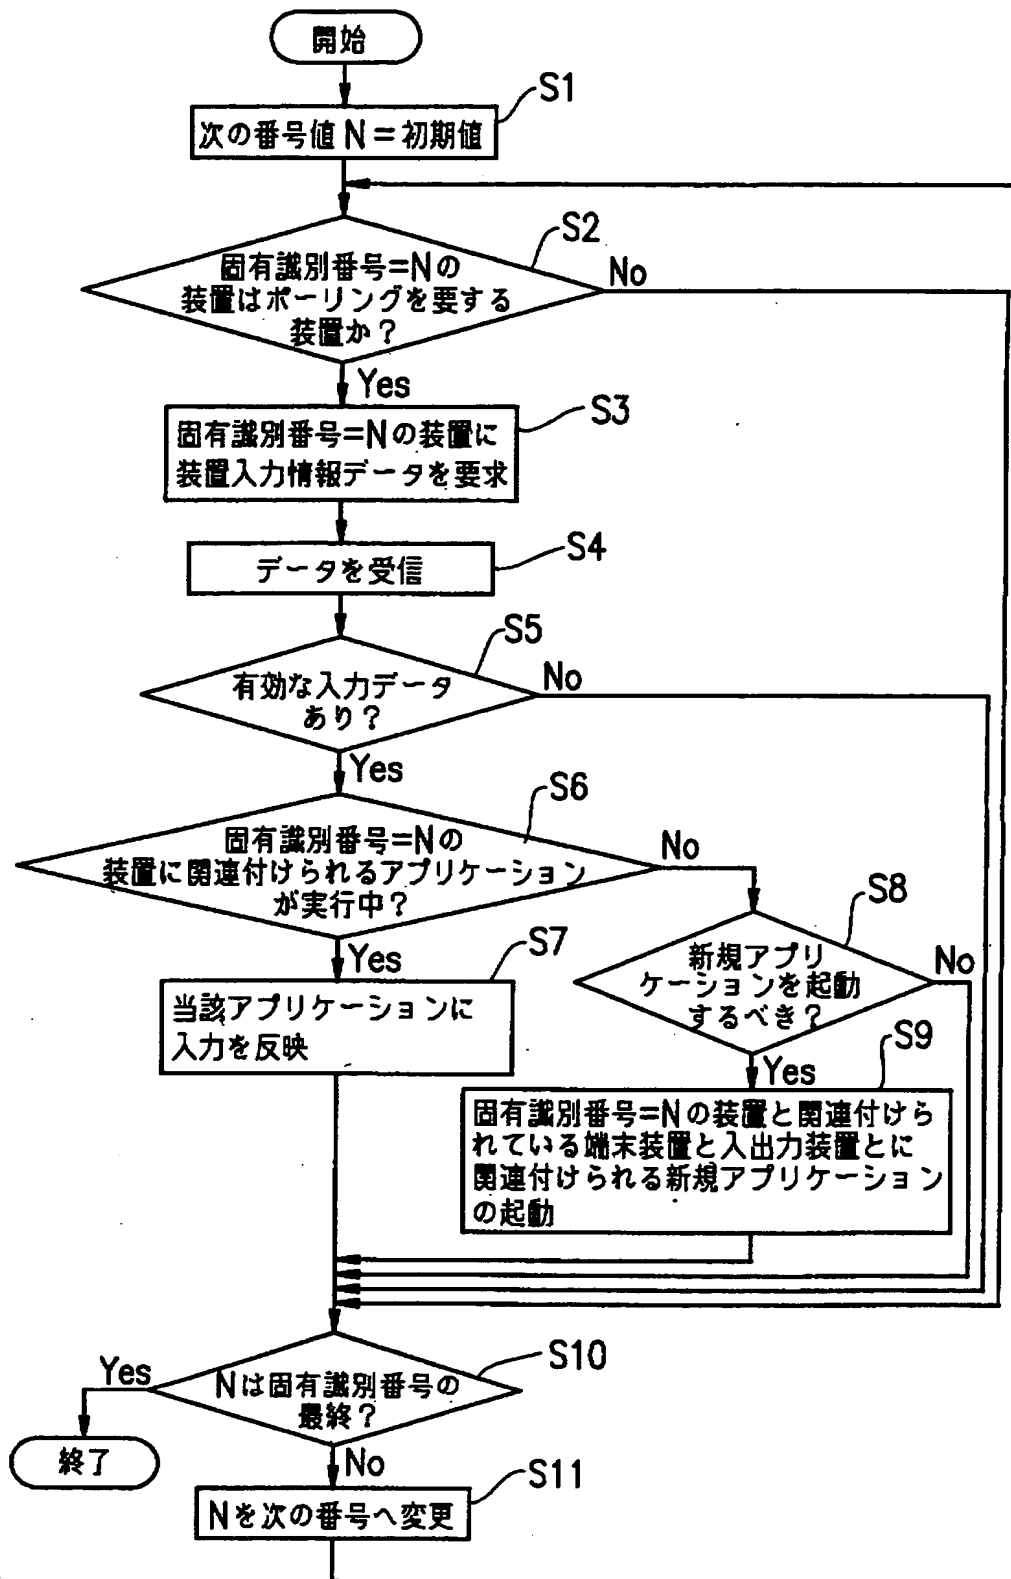 開始
S1
次の番号値N=初期値
S2
固有識別番号=Nの
装置はポーリングを要する
装置か?
No
Yes
S3
固有識別番号=Nの装置に
装置入力情報データを要求
S4
データを受信
S5
有効な入力データ
あり?
No
Yes
S6
固有識別番号=Nの
装置に関連付けられるアプリケーション
が実行中?
No
Yes
S7
当該アプリケーションに
入力を反映
S8
新規アプリ
ケーションを起動
するべき?
No
Yes
S9
固有識別番号=Nの装置と関連付けら
れている端末装置と入出力装置とに
関連付けられる新規アプリケーション
の起動
S10
Nは固有識別番号の
最終?
Yes
終了
No
S11
Nを次の番号へ変更